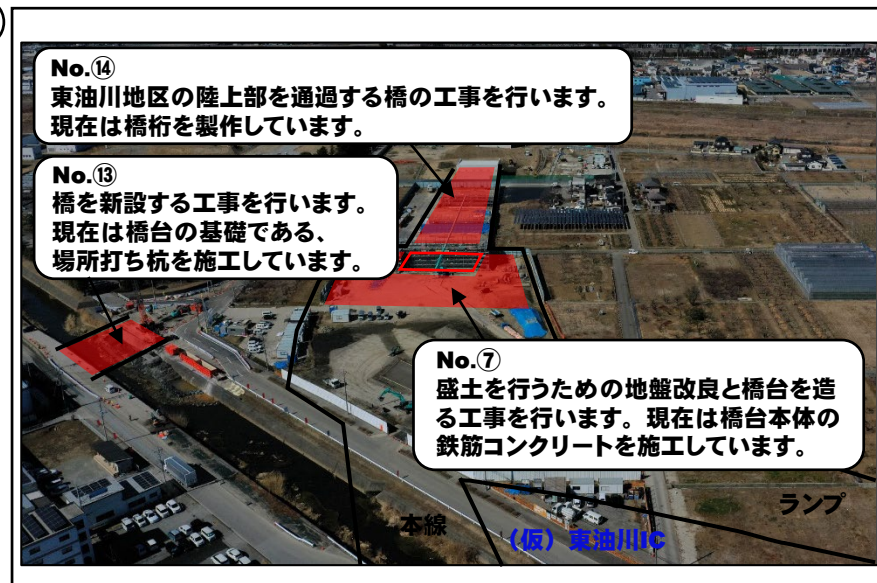 No.⑭
東油川地区の陸上部を通過する橋の工事を行います。
現在は橋桁を製作しています。
No.⑬
橋を新設する工事を行います。
現在は橋台の基礎である、
場所打ち杭を施工しています。
No.⑦
盛土を行うための地盤改良と橋台を造
る工事を行います。現在は橋台本体の
鉄筋コンクリートを施工しています。
ランプ
本線
(仮)東油川IC